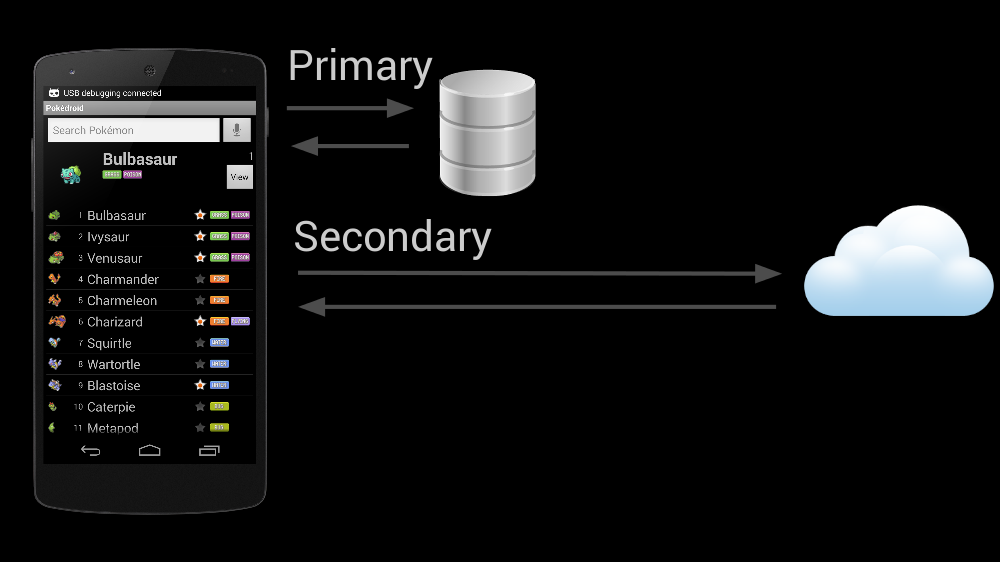 Primary
Secondary
USB debugging connected
Pokédroid
Search Pokémon
Bulbasaur
1
GRASS POISON
View
1 Bulbasaur GRASS POISON
2 Ivysaur GRASS POISON
3 Venusaur GRASS POISON
4 Charmander FIRE
5 Charmeleon FIRE
6 Charizard FIRE FLYING
7 Squirtle WATER
8 Wartortle WATER
9 Blastoise WATER
10 Caterpie BUG
11 Metapod BUG